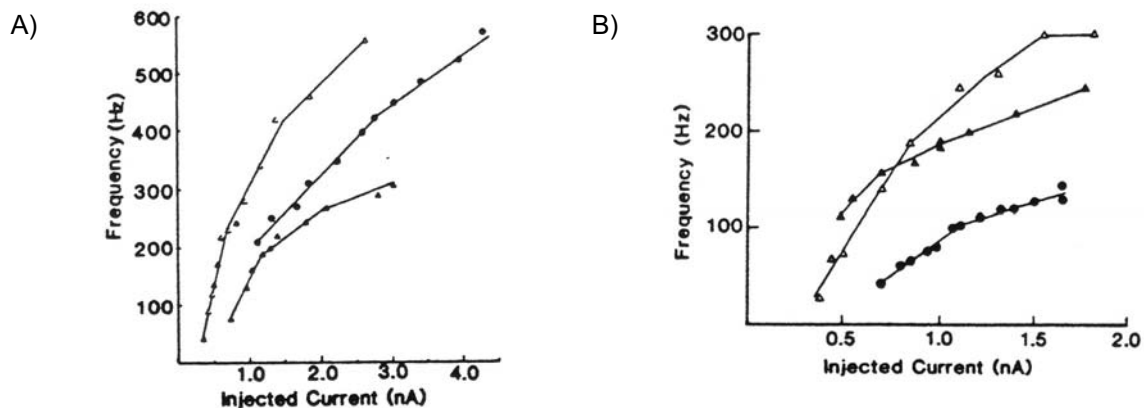 A)
600
500
400
300
200
100
Frequency (Hz)
1.0 2.0 3.0 4.0
Injected Current (nA)
B)
300
200
100
Frequency (Hz)
0.5 1.0 1.5 2.0
Injected Current (nA)